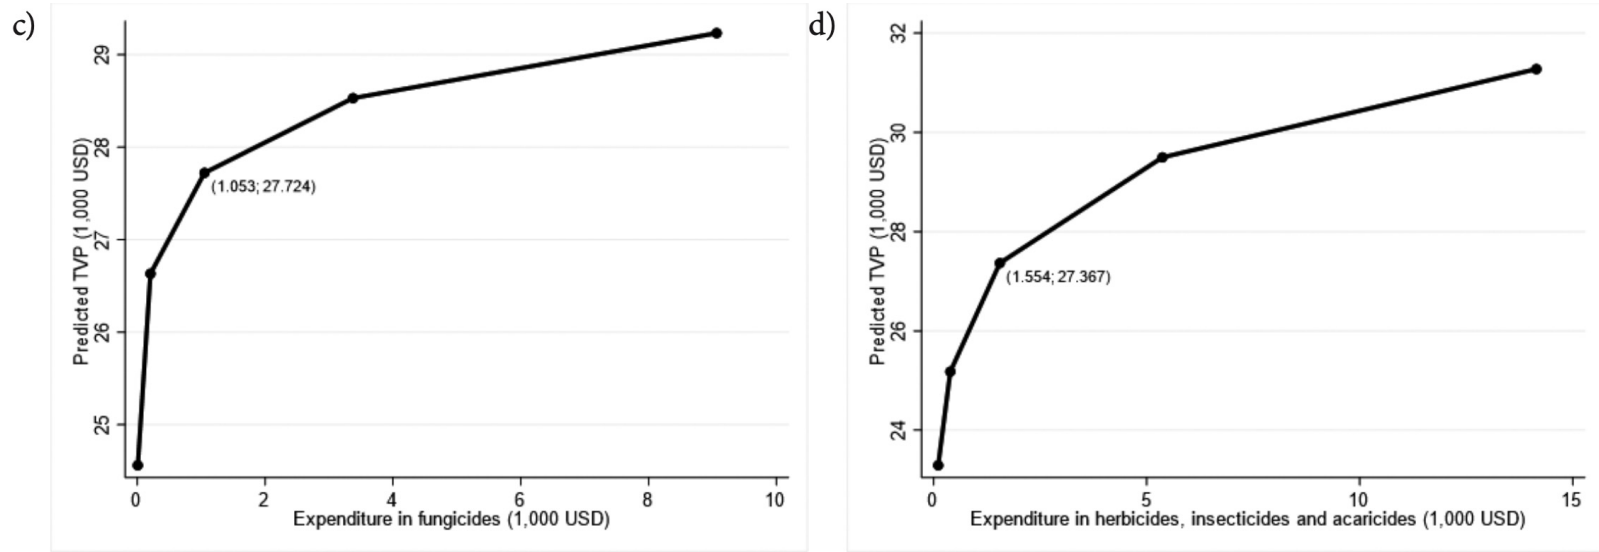 c)
Predicted TVP (1,000 USD)
29
28
27
26
25
(1.053; 27.724)
0 2 4 6 8 10
Expenditure in fungicides (1,000 USD)
d)
Predicted TVP (1,000 USD)
32
30
28
26
24
(1.554; 27.367)
0 5 10 15
Expenditure in herbicides, insecticides and acaricides (1,000 USD)